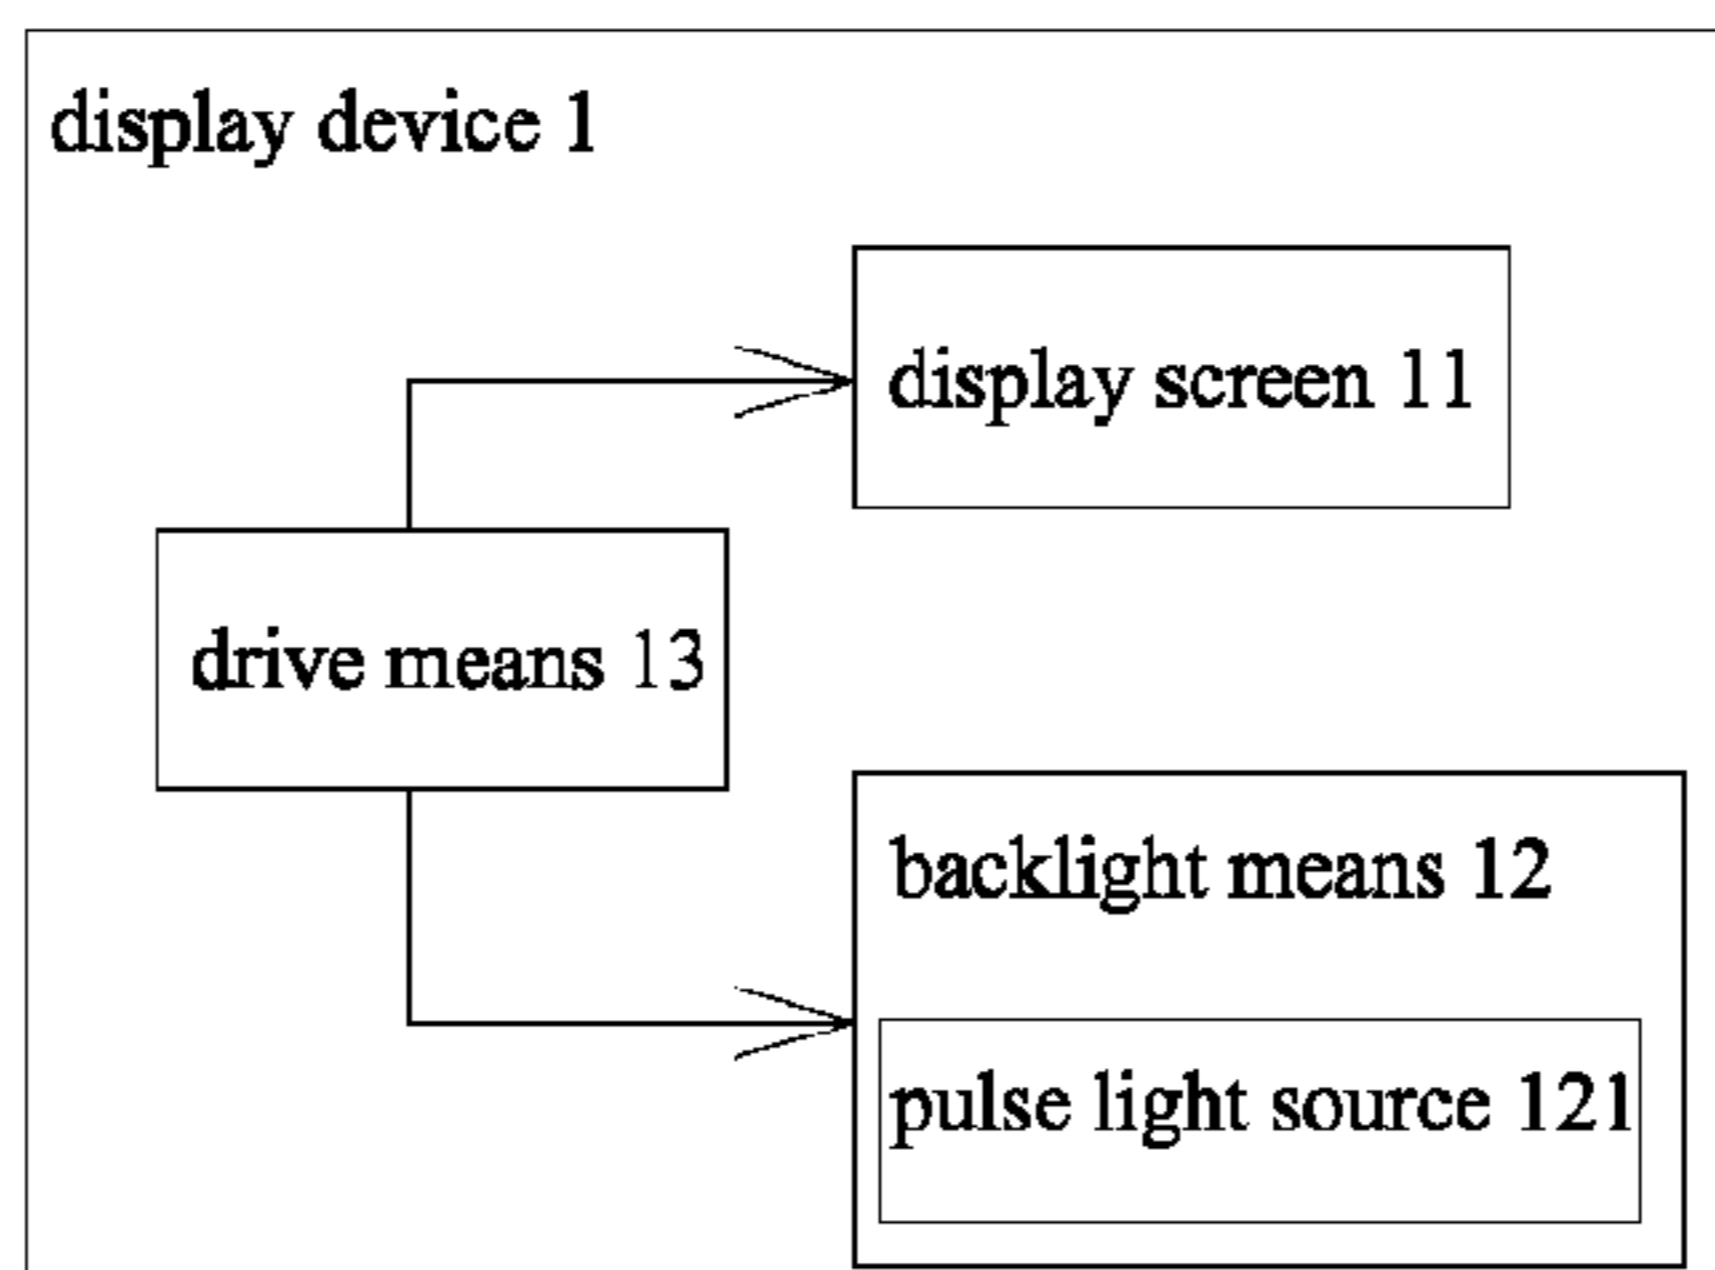 display device 1
display screen 11
drive means 13
backlight means 12
pulse light source 121